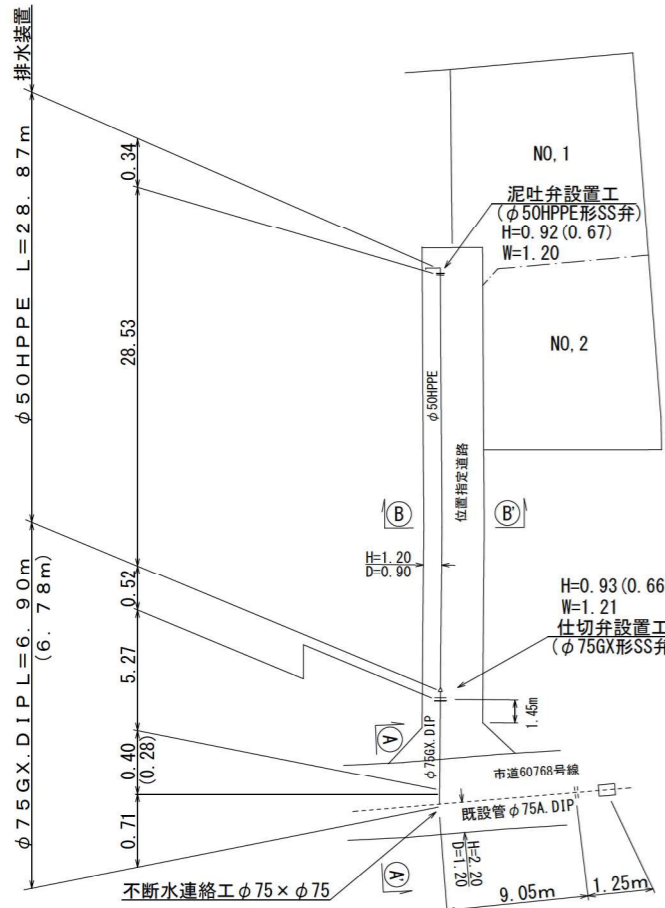 排水装置
φ50HPPE L=28. 87m
0.34
28.53
NO, 1
泥吐弁設置工
(φ50HPPE形SS弁)
H=0.92(0.67)
W=1.20
NO, 2
φ50HPPE
位置指定道路
B
B'
H=1.20
D=0.90
φ75GX.DIP L=6. 90m
(6. 78m)
0.52
5.27
0.40
(0.28)
0.71
H=0.93(0.66
W=1.21
仕切弁設置工
(φ75GX形SS弁
1.45m
A
φ75GX.DIP
市道60768号線
既設管φ75A.DIP
H=2.20
D=1.20
A'
不断水連絡工φ75×φ75
9.05m
1.25m